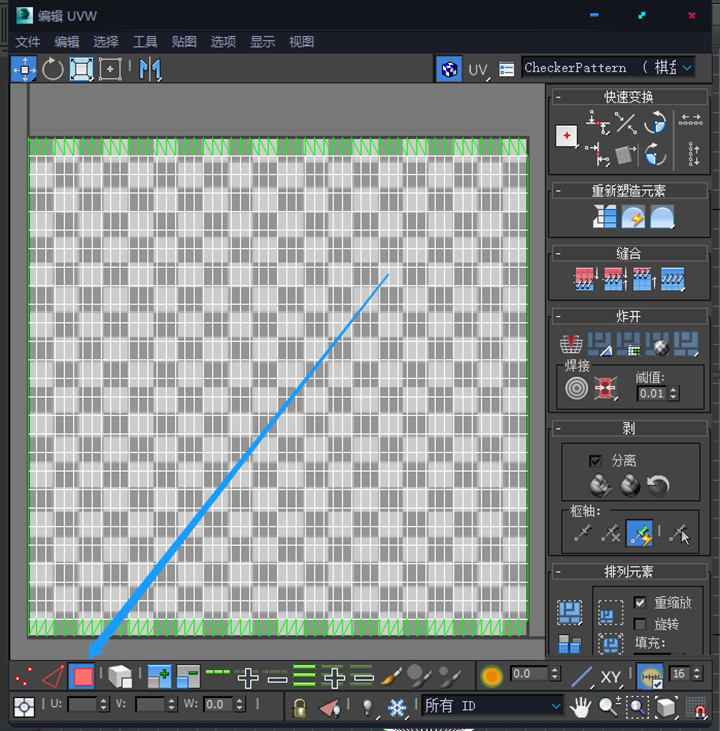 编辑 UVW
文件 编辑 选择 工具 贴图 选项 显示 视图
UV CheckerPattern ( 棋盘
- 快速变换
- 重新塑造元素
- 缝合
- 炸开
焊接
阈值:
0.01
- 剥
分离
枢轴:
- 排列元素
重缩放
旋转
填充:
0.0 XY 16
U: V: W: 0.0 所有 ID